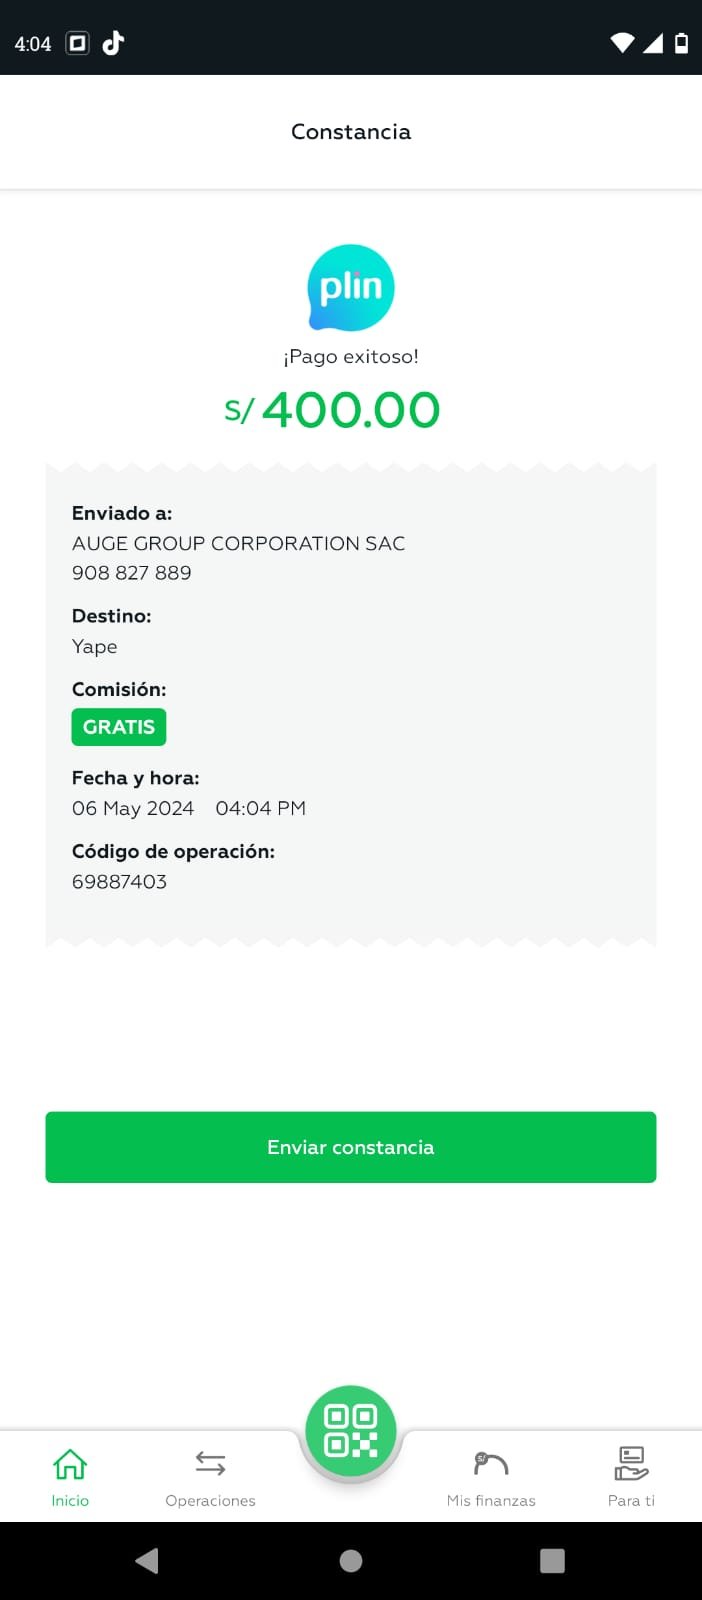 4:04
Constancia
plin
¡Pago exitoso!
S/ 400.00
Enviado a:
AUGE GROUP CORPORATION SAC
908 827 889
Destino:
Yape
Comisión:
GRATIS
Fecha y hora:
06 May 2024 04:04 PM
Código de operación:
69887403
Enviar constancia
Inicio
Operaciones
Mis finanzas
Para ti